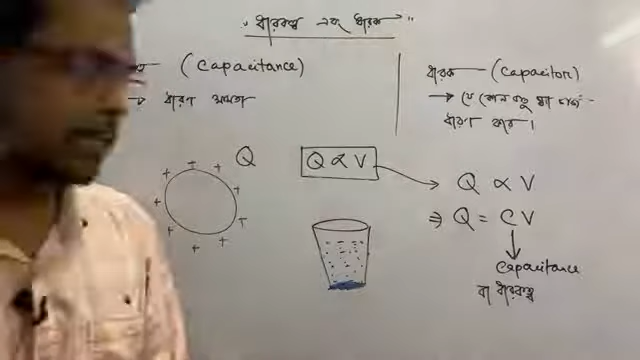 ধারকত্ব এবং ধারক
(Capacitance)
→ ধারণ ক্ষমতা
ধারক (Capacitor)
→ যে কোন বস্তু যা চার্জ
ধারণ করে।
Q
Q ∝ V
Q ∝ V
⇒ Q = CV
Capacitance
বা ধারকত্ব